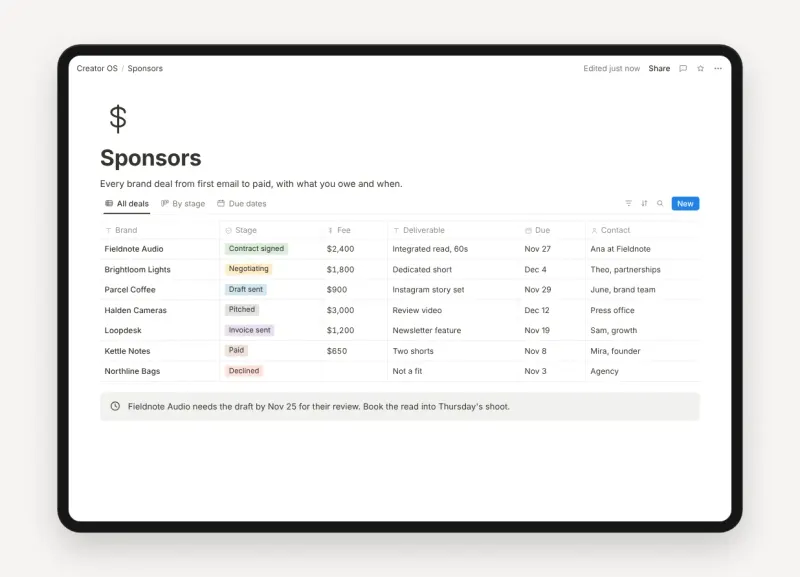 Creator OS / Sponsors
Edited just now Share
$
Sponsors
Every brand deal from first email to paid, with what you owe and when.
All deals By stage Due dates
New
Brand Stage Fee Deliverable Due Contact
Fieldnote Audio Contract signed $2,400 Integrated read, 60s Nov 27 Ana at Fieldnote
Brightloom Lights Negotiating $1,800 Dedicated short Dec 4 Theo, partnerships
Parcel Coffee Draft sent $900 Instagram story set Nov 29 June, brand team
Halden Cameras Pitched $3,000 Review video Dec 12 Press office
Loopdesk Invoice sent $1,200 Newsletter feature Nov 19 Sam, growth
Kettle Notes Paid $650 Two shorts Nov 8 Mira, founder
Northline Bags Declined Not a fit Nov 3 Agency
Fieldnote Audio needs the draft by Nov 25 for their review. Book the read into Thursday's shoot.